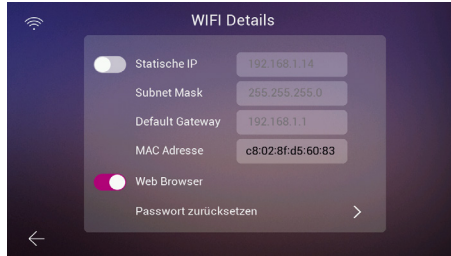 WIFI Details
Statische IP 192.168.1.14
Subnet Mask 255.255.255.0
Default Gateway 192.168.1.1
MAC Adresse c8:02:8f:d5:60:83
Web Browser
Passwort zurücksetzen